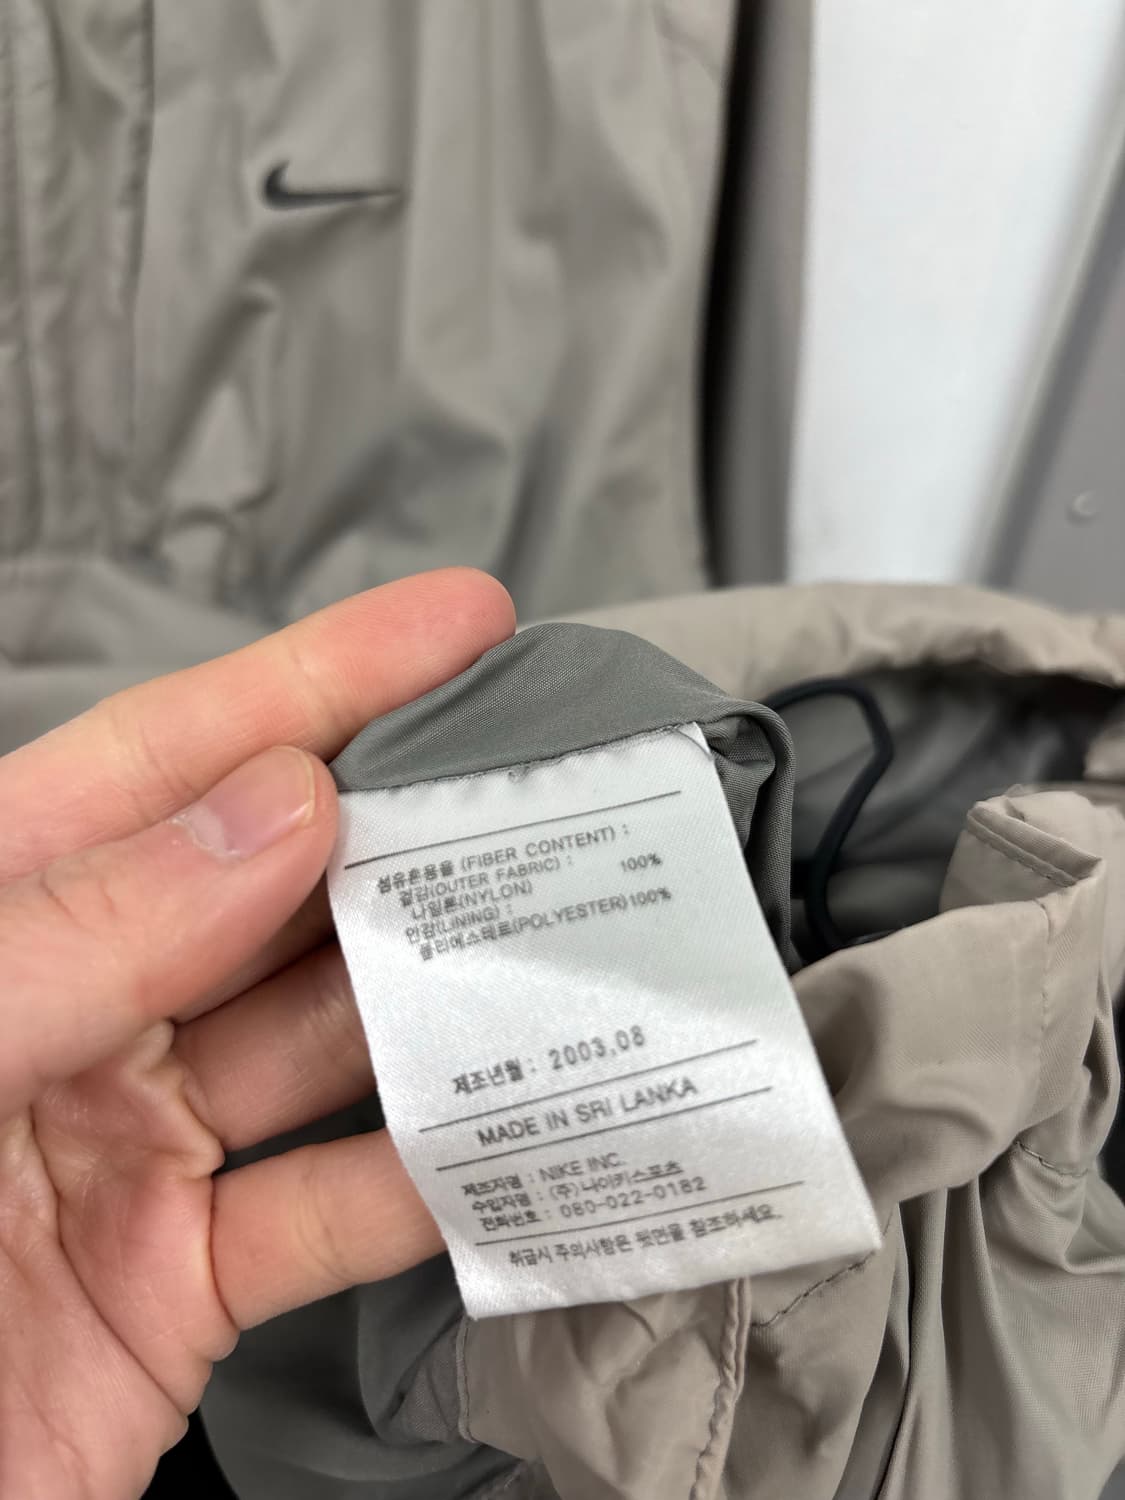 섬유혼용율 (FIBER CONTENT) :
겉감(OUTER FABRIC) : 100%
나일론(NYLON)
안감(LINING) :
폴리에스테르(POLYESTER)100%
제조년월 : 2003.08
MADE IN SRI LANKA
제조자명 : NIKE INC.
수입자명 : (주)나이키스포츠
전화번호 : 080-022-0182
취급시 주의사항은 뒷면을 참조하세요.